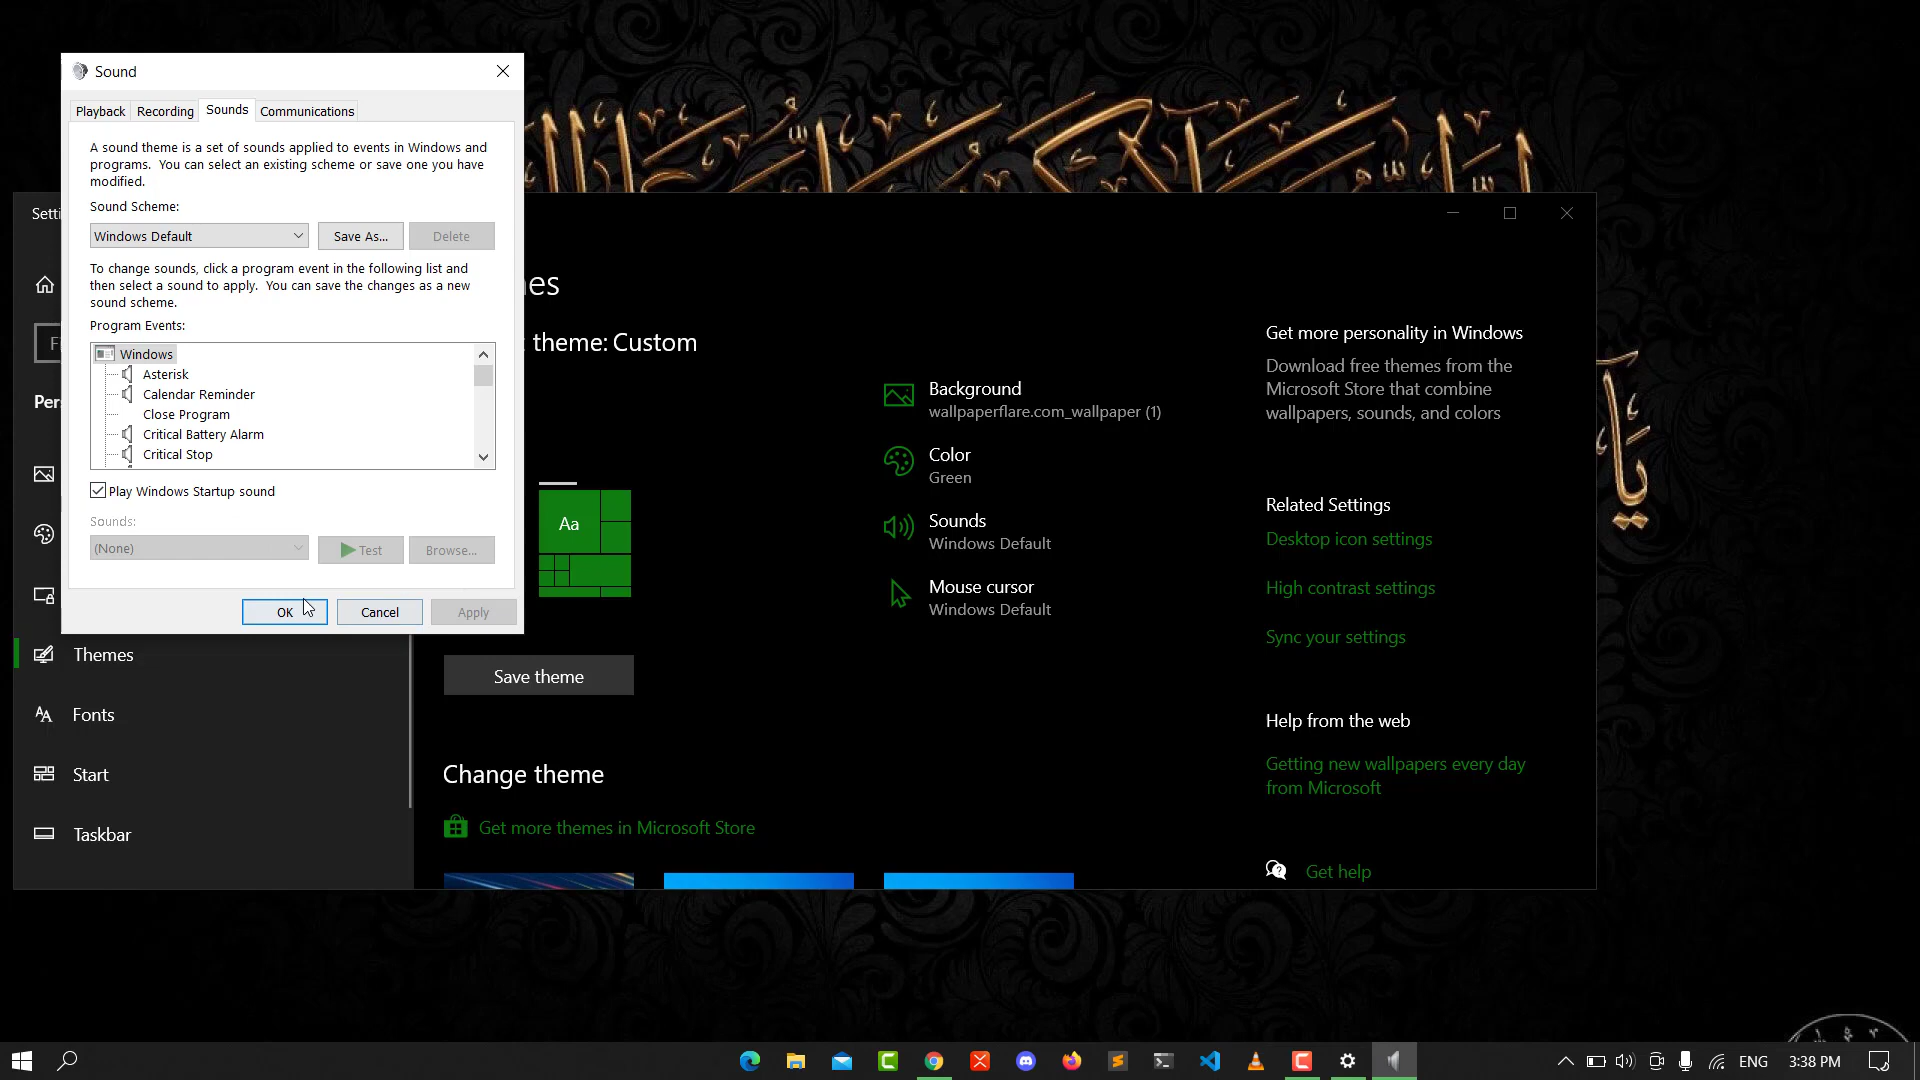 Sound
Playback
Recording
Sounds
Communications
A sound theme is a set of sounds applied to events in Windows and
programs. You can select an existing scheme or save one you have
modified.
Sound Scheme:
Windows Default
Save As...
Delete
To change sounds, click a program event in the following list and
then select a sound to apply. You can save the changes as a new
sound scheme.
Program Events:
Windows
Asterisk
Calendar Reminder
Close Program
Critical Battery Alarm
Critical Stop
Play Windows Startup sound
Sounds:
(None)
Test
Browse...
OK
Cancel
Apply
Themes
Fonts
Start
Taskbar
theme: Custom
Aa
Save theme
Change theme
Get more themes in Microsoft Store
Background
wallpaperflare.com_wallpaper (1)
Color
Green
Sounds
Windows Default
Mouse cursor
Windows Default
Get more personality in Windows
Download free themes from the
Microsoft Store that combine
wallpapers, sounds, and colors
Related Settings
Desktop icon settings
High contrast settings
Sync your settings
Help from the web
Getting new wallpapers every day
from Microsoft
Get help
ENG
3:38 PM